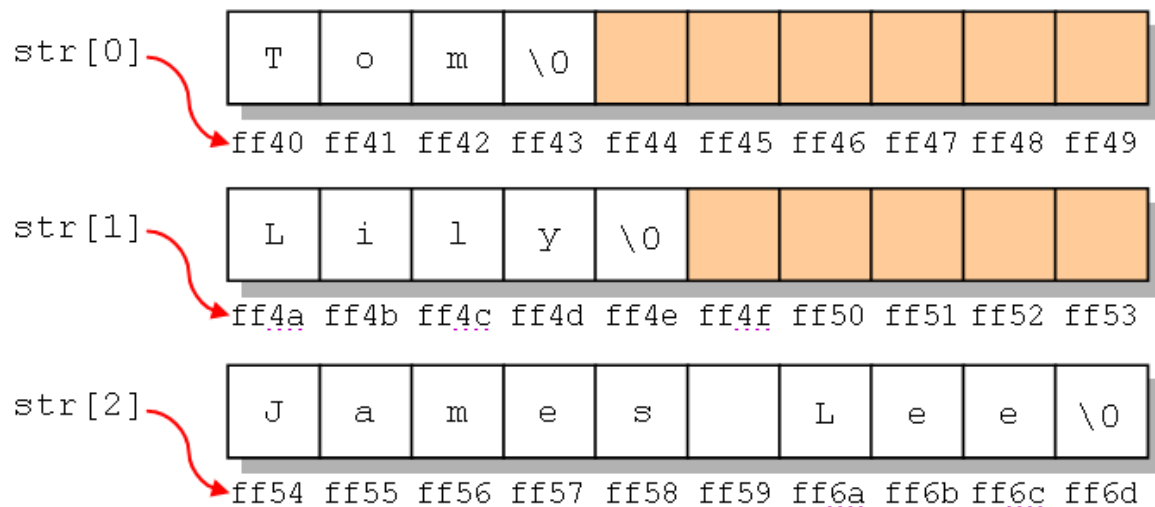 str[0] T o m \0
ff40 ff41 ff42 ff43 ff44 ff45 ff46 ff47 ff48 ff49
str[1] L i l y \0
ff4a ff4b ff4c ff4d ff4e ff4f ff50 ff51 ff52 ff53
str[2] J a m e s L e e \0
ff54 ff55 ff56 ff57 ff58 ff59 ff6a ff6b ff6c ff6d